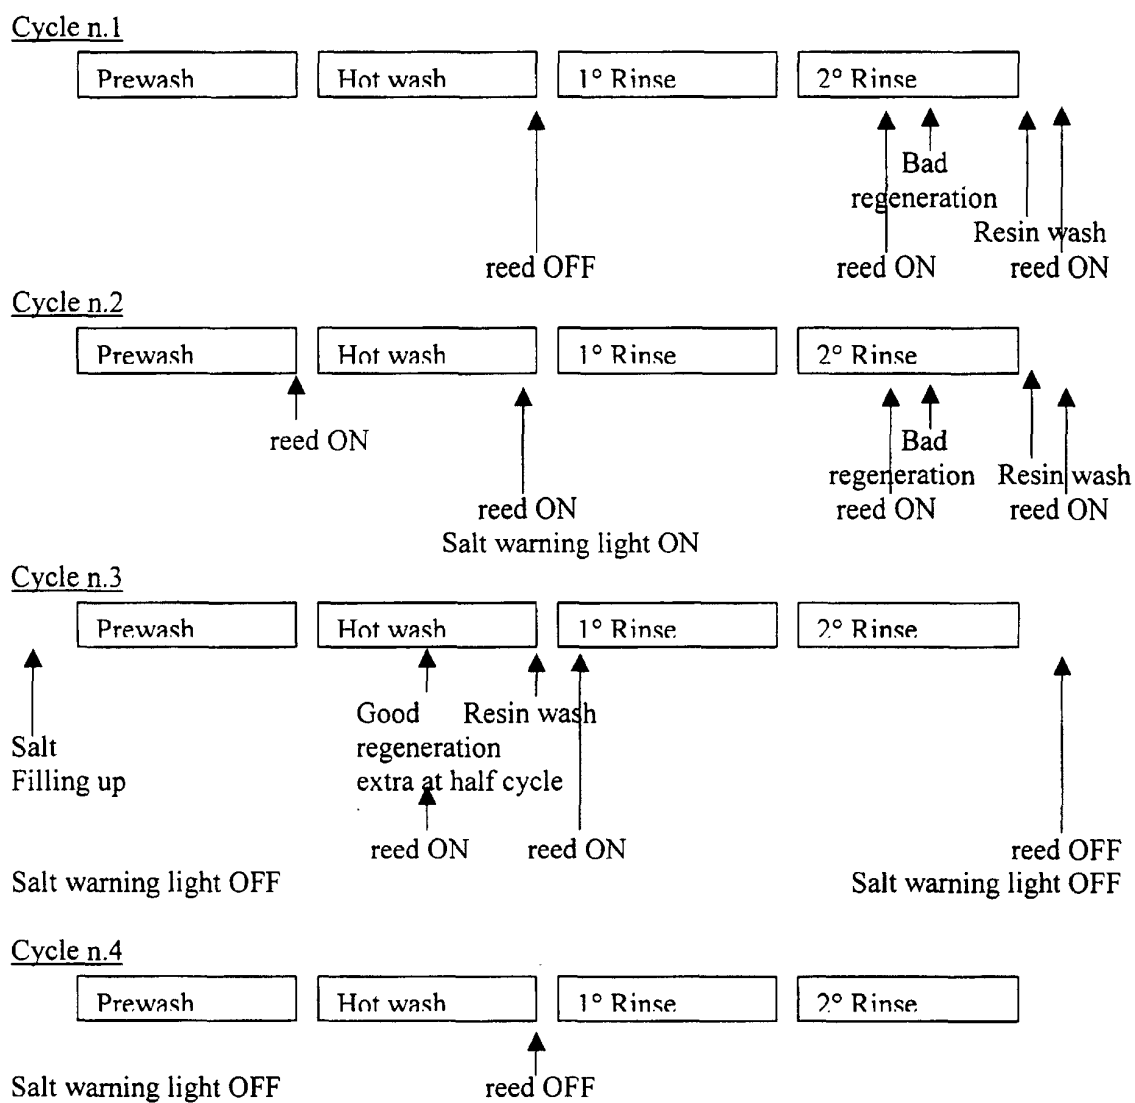 Cycle n.1
Prewash Hot wash 1° Rinse 2° Rinse
Bad
regeneration
Resin wash
reed OFF reed ON reed ON
Cycle n.2
Prewash Hot wash 1° Rinse 2° Rinse
reed ON Bad
regeneration Resin wash
reed ON reed ON reed ON
Salt warning light ON
Cycle n.3
Prewash Hot wash 1° Rinse 2° Rinse
Good Resin wash
Salt regeneration
Filling up extra at half cycle
reed ON reed ON reed OFF
Salt warning light OFF Salt warning light OFF
Cycle n.4
Prewash Hot wash 1° Rinse 2° Rinse
Salt warning light OFF reed OFF